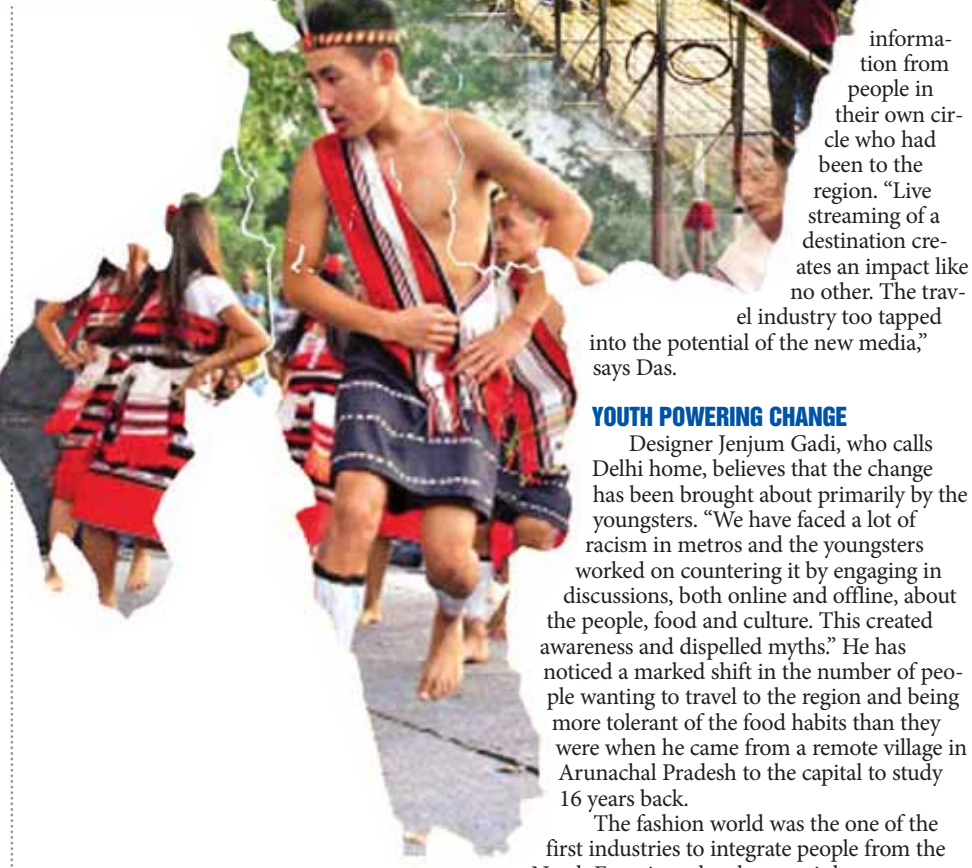 informa-
tion from
people in
their own cir-
cle who had
been to the
region. “Live
streaming of a
destination cre-
ates an impact like
no other. The trav-
el industry too tapped
into the potential of the new media,”
says Das.
YOUTH POWERING CHANGE
Designer Jenjum Gadi, who calls
Delhi home, believes that the change
has been brought about primarily by the
youngsters. “We have faced a lot of
racism in metros and the youngsters
worked on countering it by engaging in
discussions, both online and offline, about
the people, food and culture. This created
awareness and dispelled myths.” He has
noticed a marked shift in the number of peo-
ple wanting to travel to the region and being
more tolerant of the food habits than they
were when he came from a remote village in
Arunachal Pradesh to the capital to study
16 years back.
The fashion world was the one of the
first industries to integrate people from the